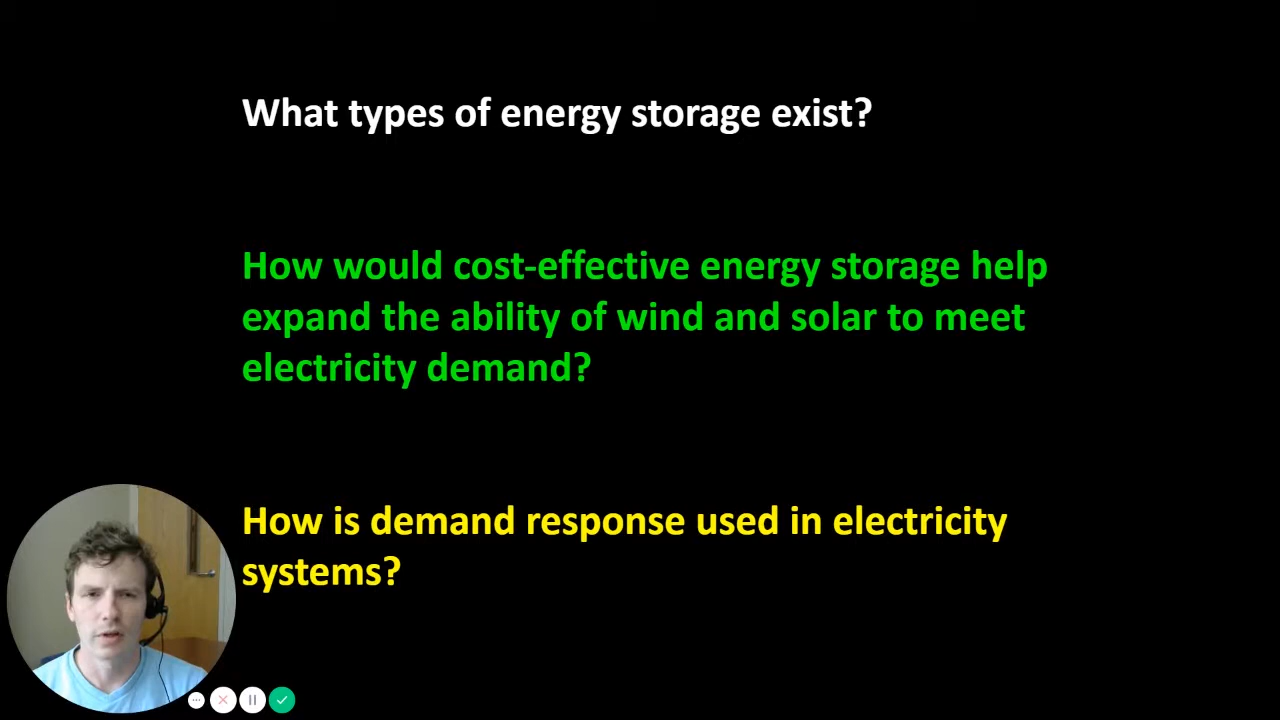 What types of energy storage exist?
How would cost-effective energy storage help
expand the ability of wind and solar to meet
electricity demand?
How is demand response used in electricity
systems?